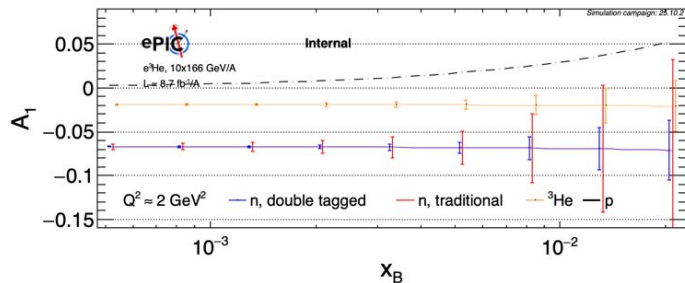 Simulation campaign: 25.10.2
ePIC
Internal
e³He, 10x166 GeV/A
L = 8.7 fb⁻¹/A
0.05
0
−0.05
−0.1
−0.15
A₁
Q² ≈ 2 GeV² n, double tagged n, traditional ³He p
10⁻³ 10⁻²
x_B